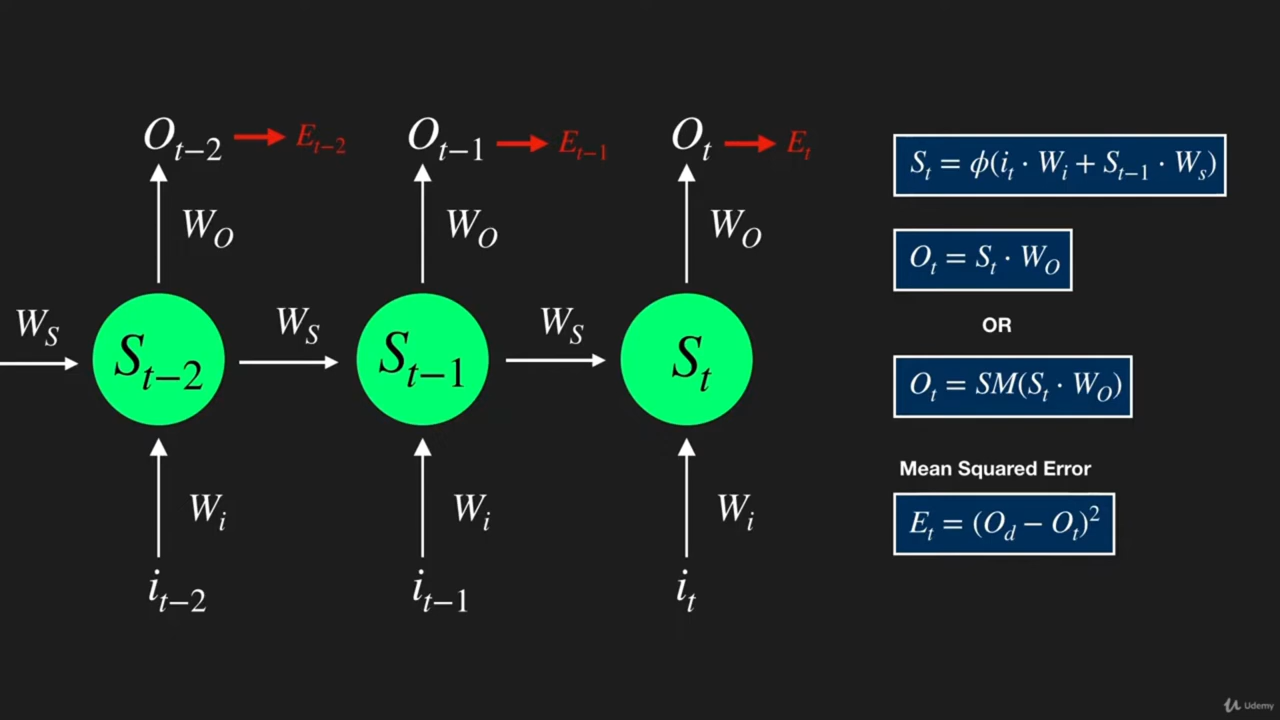 O_{t-2} → E_{t-2} O_{t-1} → E_{t-1} O_t → E_t
W_O W_O W_O
W_S W_S W_S
S_{t-2} S_{t-1} S_t
W_i W_i W_i
i_{t-2} i_{t-1} i_t
S_t = ϕ(i_t · W_i + S_{t-1} · W_s)
O_t = S_t · W_O
OR
O_t = SM(S_t · W_O)
Mean Squared Error
E_t = (O_d − O_t)^2
Udemy